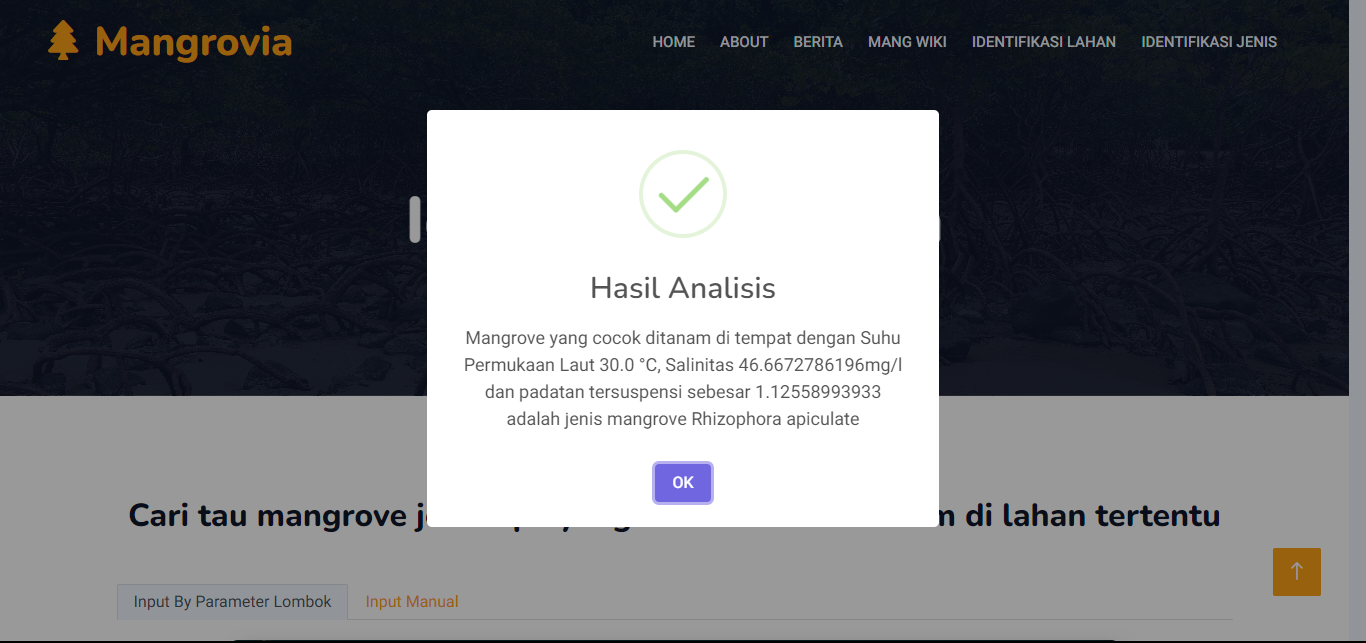 Mangrovia
HOME ABOUT BERITA MANG WIKI IDENTIFIKASI LAHAN IDENTIFIKASI JENIS
Hasil Analisis
Mangrove yang cocok ditanam di tempat dengan Suhu
Permukaan Laut 30.0 °C, Salinitas 46.6672786196mg/l
dan padatan tersuspensi sebesar 1.12558993933
adalah jenis mangrove Rhizophora apiculate
OK
Cari tau mangrove di lahan tertentu
Input By Parameter Lombok Input Manual